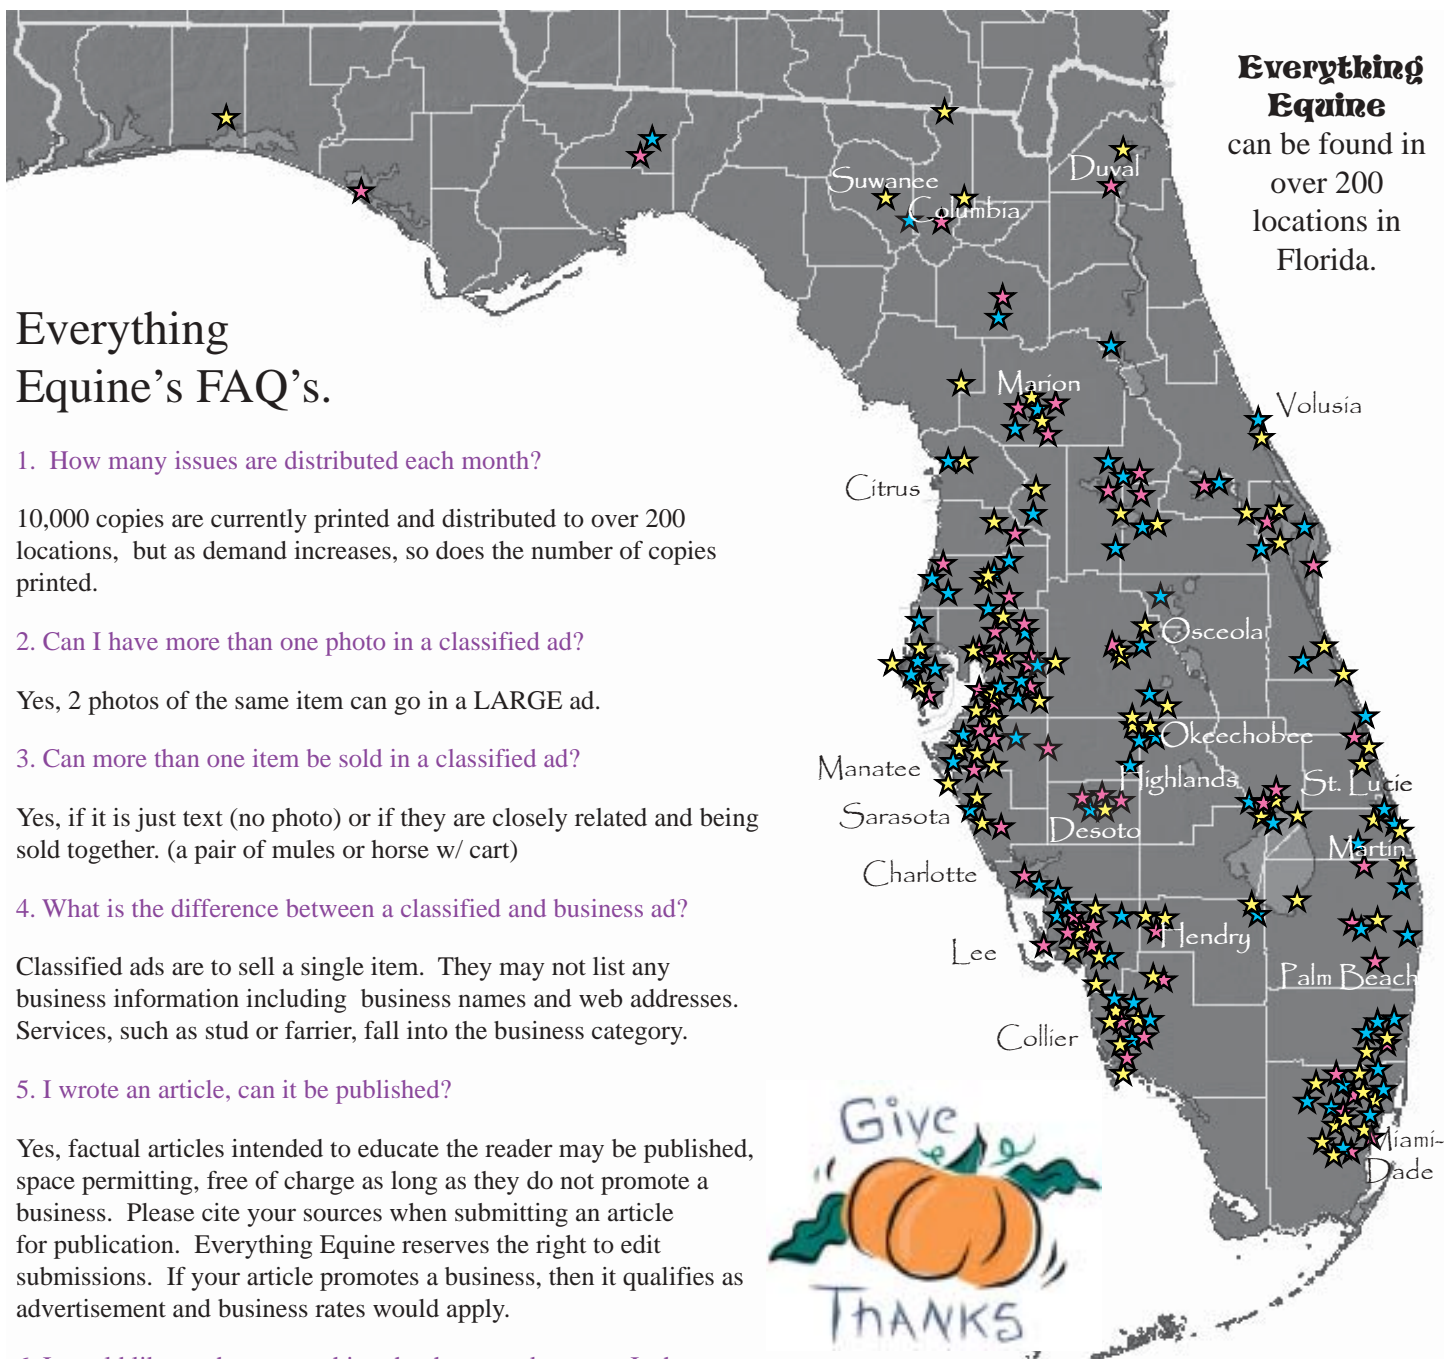 Everything
Equine
can be found in
over 200
locations in
Florida.
Suwanee
Columbia
Duval
Marion
Volusia
Citrus
Osceola
Okeechobee
Manatee
Highlands
St. Lucie
Sarasota
Desoto
Martin
Charlotte
Lee
Hendry
Palm Beach
Collier
Miami-
Dade
Everything
Equine's FAQ's.
1.  How many issues are distributed each month?
10,000 copies are currently printed and distributed to over 200
locations,  but as demand increases, so does the number of copies
printed.
2. Can I have more than one photo in a classified ad?
Yes, 2 photos of the same item can go in a LARGE ad.
3. Can more than one item be sold in a classified ad?
Yes, if it is just text (no photo) or if they are closely related and being
sold together. (a pair of mules or horse w/ cart)
4. What is the difference between a classified and business ad?
Classified ads are to sell a single item.  They may not list any
business information including  business names and web addresses.
Services, such as stud or farrier, fall into the business category.
5. I wrote an article, can it be published?
Yes, factual articles intended to educate the reader may be published,
space permitting, free of charge as long as they do not promote a
business.  Please cite your sources when submitting an article
for publication.  Everything Equine reserves the right to edit
submissions.  If your article promotes a business, then it qualifies as
advertisement and business rates would apply.
Give
Thanks